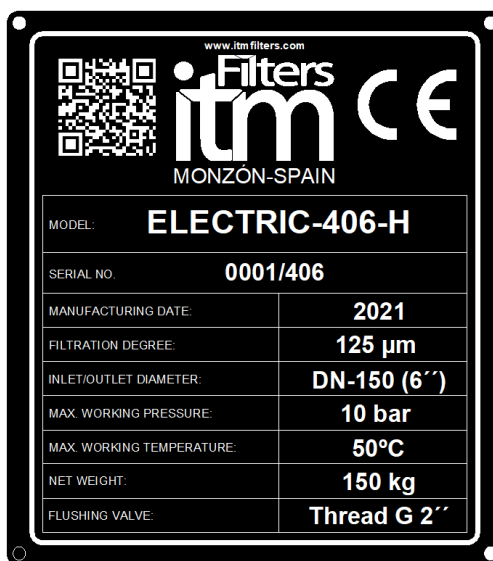 www.itmfilters.com
Filters
itm
CE
MONZÓN-SPAIN
MODEL: ELECTRIC-406-H
SERIAL NO. 0001/406
MANUFACTURING DATE: 2021
FILTRATION DEGREE: 125 µm
INLET/OUTLET DIAMETER: DN-150 (6´´)
MAX. WORKING PRESSURE: 10 bar
MAX. WORKING TEMPERATURE: 50ºC
NET WEIGHT: 150 kg
FLUSHING VALVE: Thread G 2´´